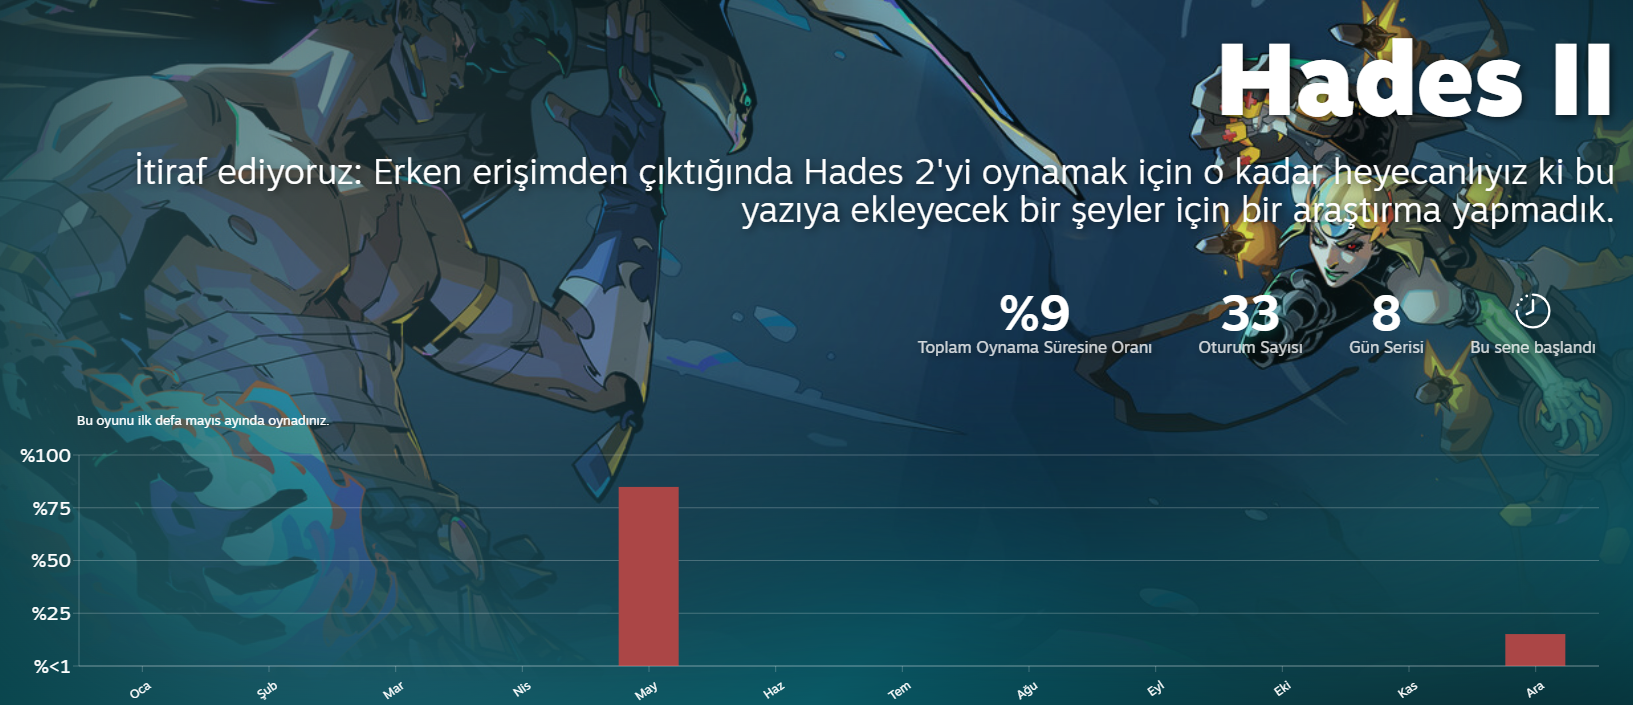 Hades II
İtiraf ediyoruz: Erken erişimden çıktığında Hades 2'yi oynamak için o kadar heyecanlıyız ki bu
yazıya ekleyecek bir şeyler için bir araştırma yapmadık.
%9
Toplam Oynama Süresine Oranı
33
Oturum Sayısı
8
Gün Serisi
Bu sene başlandı
Bu oyunu ilk defa mayıs ayında oynadınız.
%100
%75
%50
%25
%<1
Oca
Şub
Mar
Nis
May
Haz
Tem
Ağu
Eyl
Eki
Kas
Ara